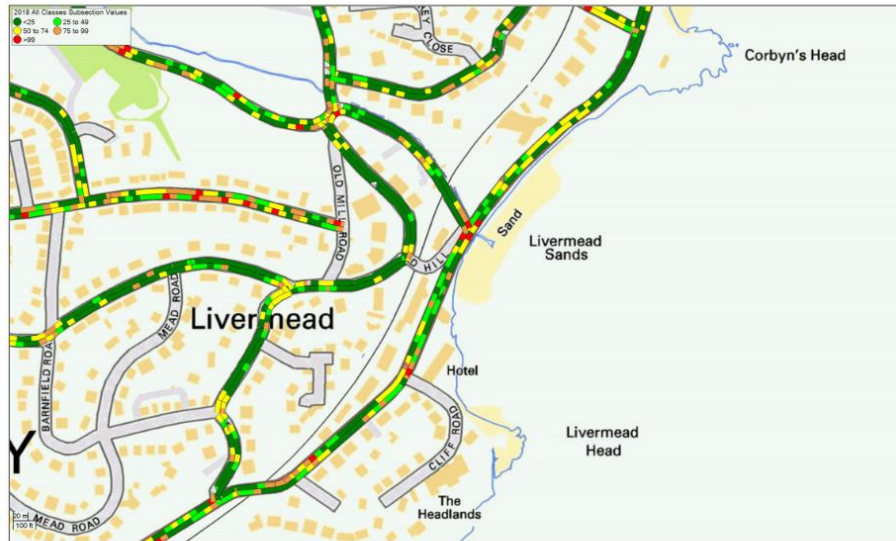 2018 All Classes Subsection Values
<25 25 to 49
50 to 74 75 to 99
>99
EY CLOSE
Corbyn's Head
OLD MILL ROAD
Sand
Livermead
Sands
D HILL
MEAD ROAD
Livermead
BARNFIELD ROA
Hotel
CLIFF ROAD
Livermead
Head
Y
The
Headlands
MEAD ROAD
20 m
100 ft